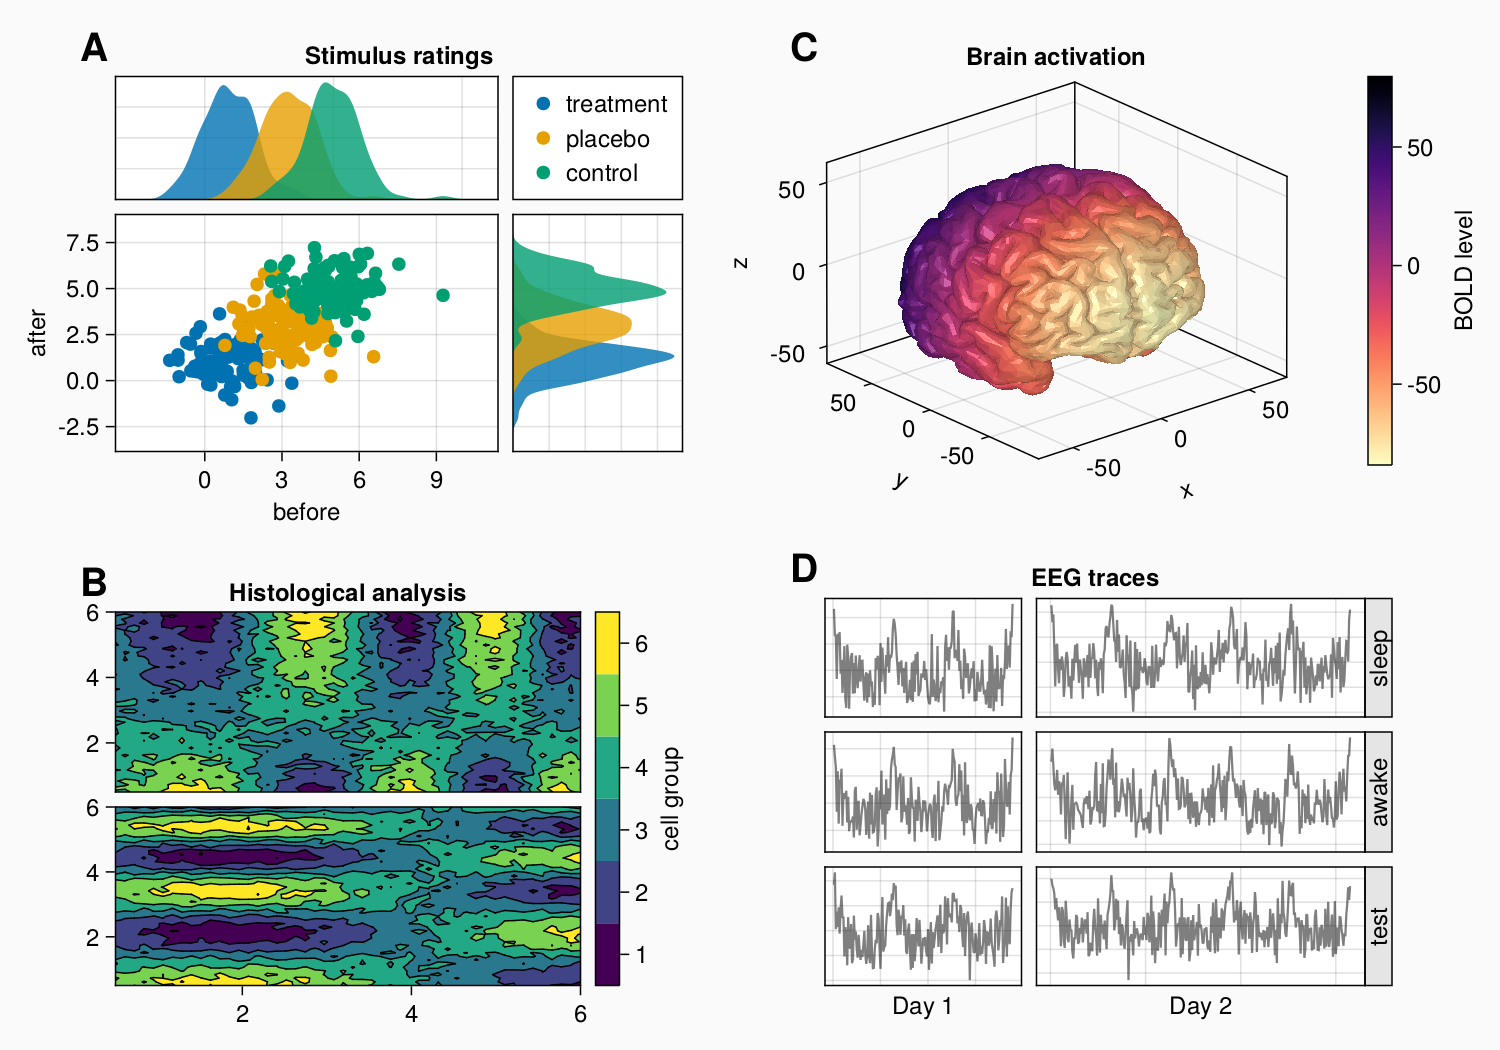 A
Stimulus ratings
treatment
placebo
control
7.5
5.0
2.5
0.0
-2.5
after
0 3 6 9
before
C
Brain activation
50
0
-50
z
50
0
-50
y
-50
0
50
x
50
0
-50
BOLD level
B
Histological analysis
6
4
2
6
4
2
2 4 6
6
5
4
3
2
1
cell group
D
EEG traces
sleep
awake
test
Day 1 Day 2